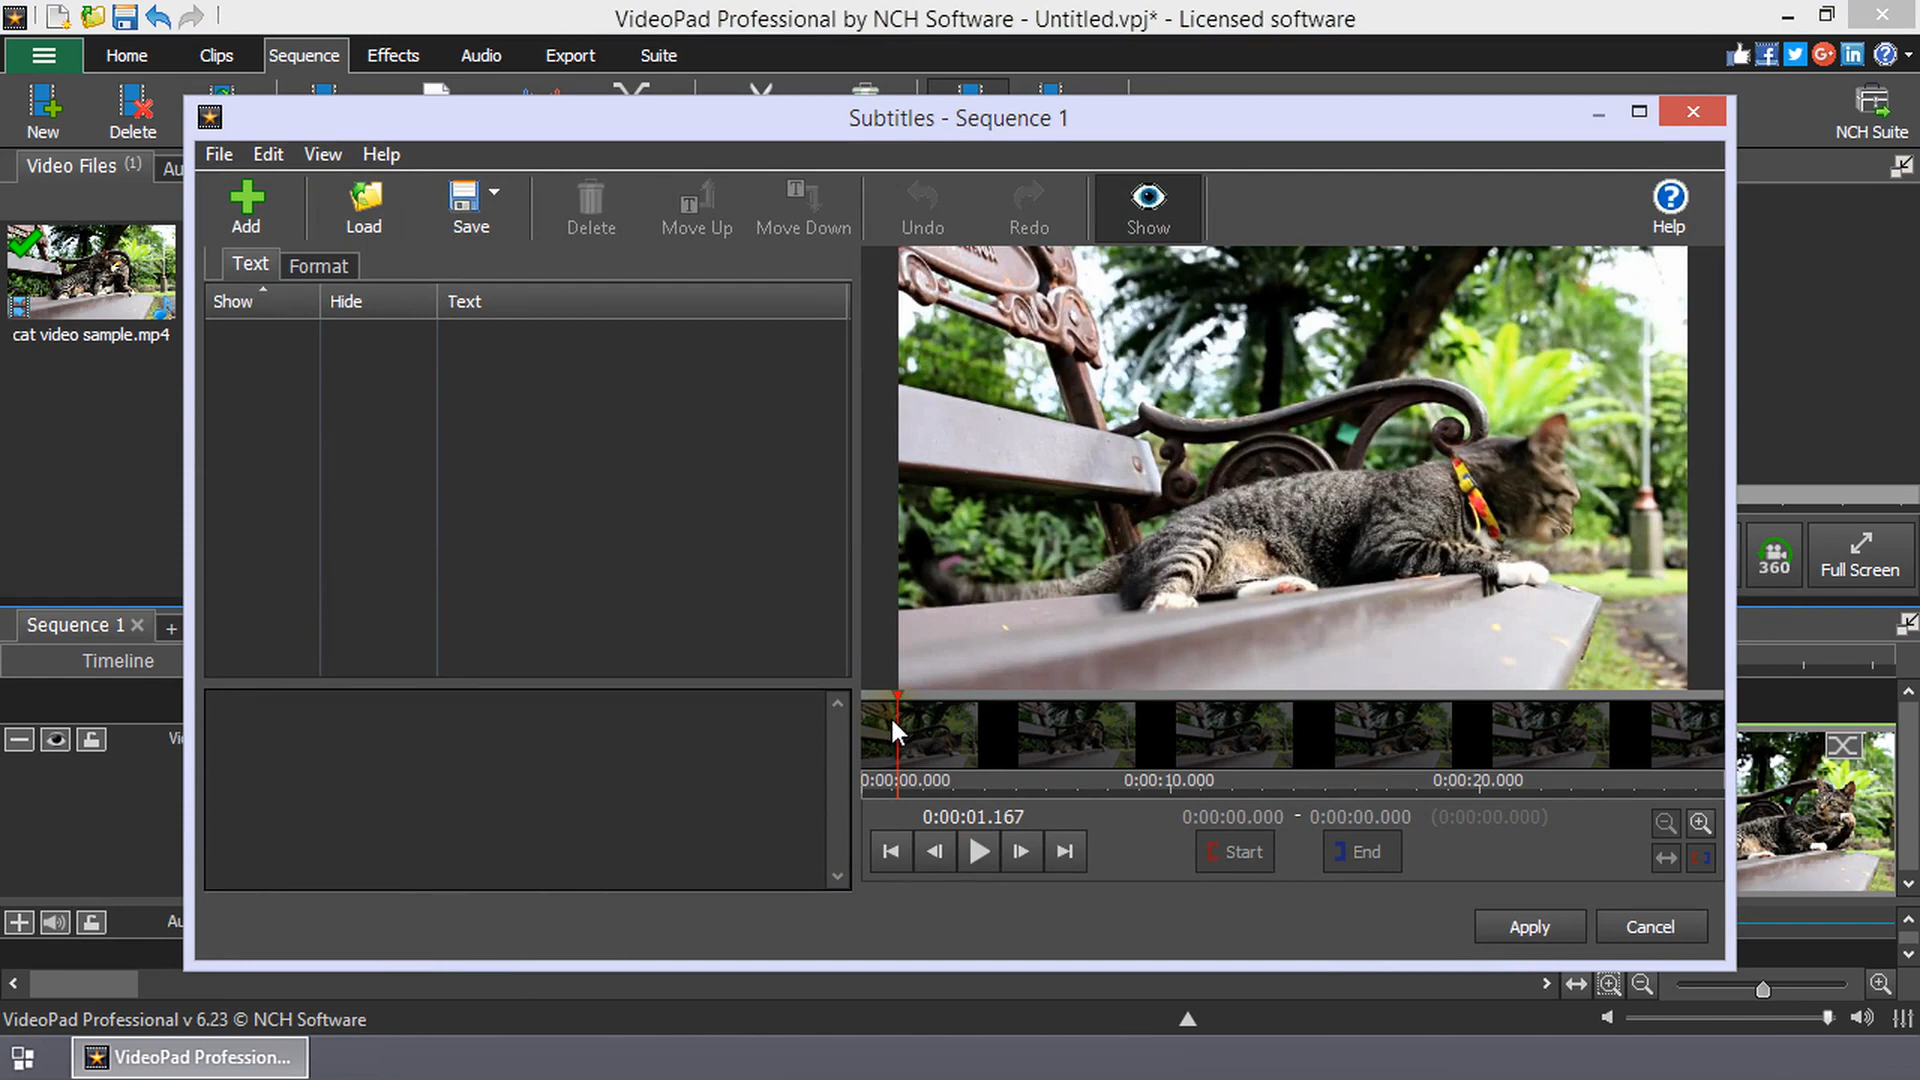 VideoPad Professional by NCH Software - Untitled.vpj* - Licensed software
Home Clips Sequence Effects Audio Export Suite
New Delete NCH Suite
Subtitles - Sequence 1
File Edit View Help
Add Load Save Delete Move Up Move Down Undo Redo Show Help
Video Files (1) Au
Text Format
Show Hide Text
cat video sample.mp4
360 Full Screen
Sequence 1
Timeline
Vi
0:00:00.000 0:00:10.000 0:00:20.000
0:00:01.167 0:00:00.000 - 0:00:00.000 (0:00:00.000)
Start End
Au
Apply Cancel
VideoPad Professional v 6.23 © NCH Software
VideoPad Profession...